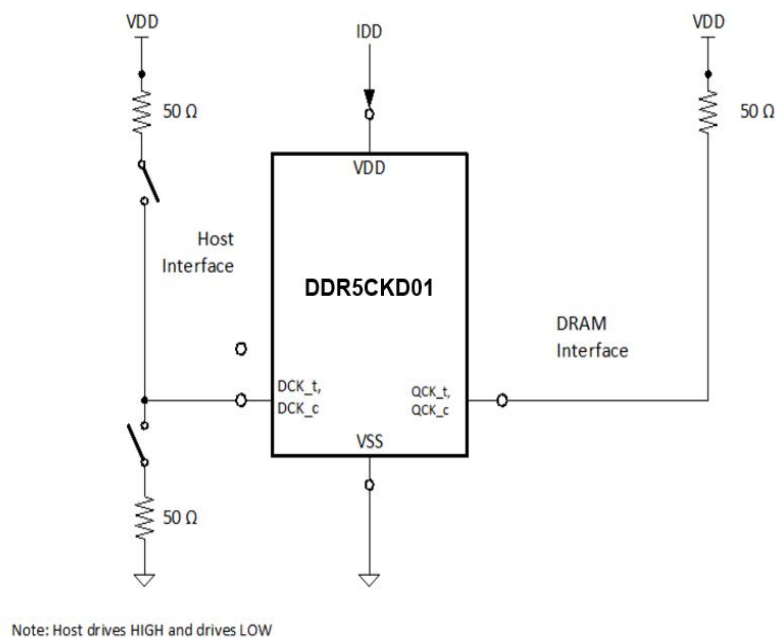 VDD
IDD
VDD
50 Ω
50 Ω
VDD
Host
Interface
DDR5CKD01
DRAM
Interface
DCK_t,
DCK_c
QCK_t,
QCK_c
VSS
50 Ω
Note: Host drives HIGH and drives LOW